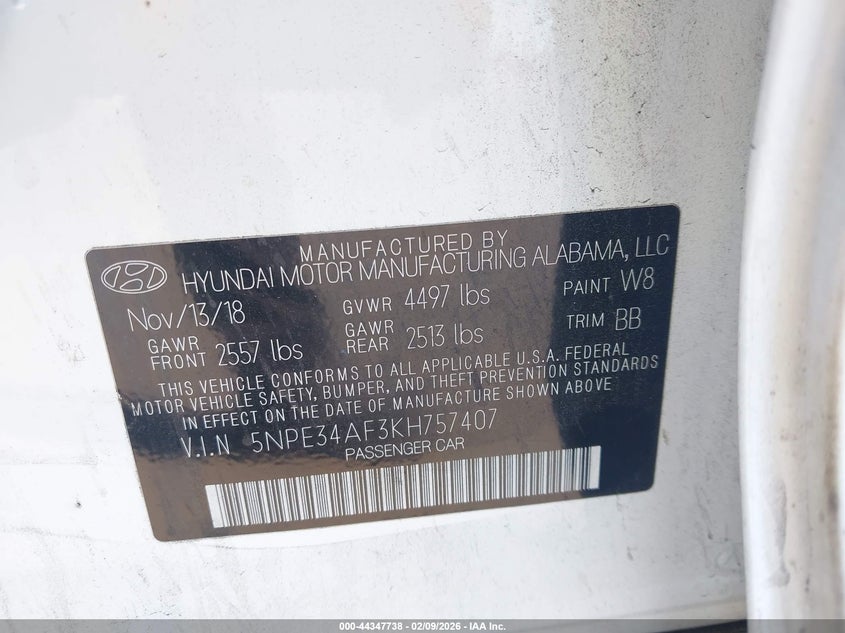 MANUFACTURED BY
HYUNDAI MOTOR MANUFACTURING ALABAMA, LLC
Nov/13/18 GVWR 4497 lbs PAINT W8
GAWR FRONT 2557 lbs GAWR REAR 2513 lbs TRIM BB
THIS VEHICLE CONFORMS TO ALL APPLICABLE U.S.A. FEDERAL
MOTOR VEHICLE SAFETY, BUMPER, AND THEFT PREVENTION STANDARDS
IN EFFECT ON THE DATE OF MANUFACTURE SHOWN ABOVE
V.I.N 5NPE34AF3KH757407
PASSENGER CAR
000-44347738 - 02/09/2026 - IAA Inc.